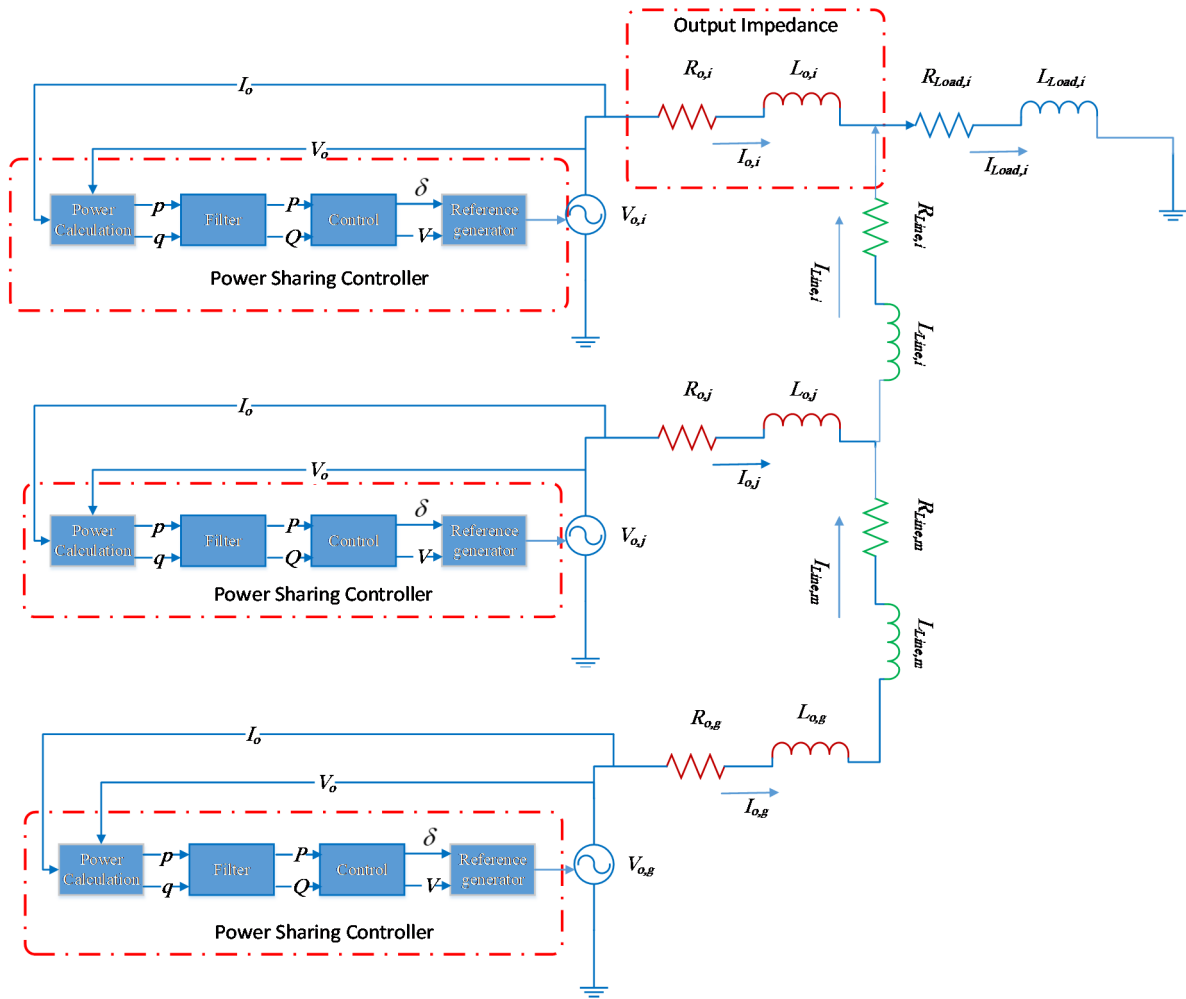 Output Impedance
Ro,i
Lo,i
RLoad,i
LLoad,i
Io
Vo
Io,i
ILoad,i
Power Calculation
p
q
Filter
P
Q
Control
δ
V
Reference generator
Vo,i
Power Sharing Controller
RLine,i
ILine,i
LLine,i
Io
Ro,j
Lo,j
Vo
Io,j
Power Calculation
p
q
Filter
P
Q
Control
δ
V
Reference generator
Vo,j
Power Sharing Controller
RLine,m
ILine,m
LLine,m
Io
Ro,g
Lo,g
Vo
Io,g
Power Calculation
p
q
Filter
P
Q
Control
δ
V
Reference generator
Vo,g
Power Sharing Controller